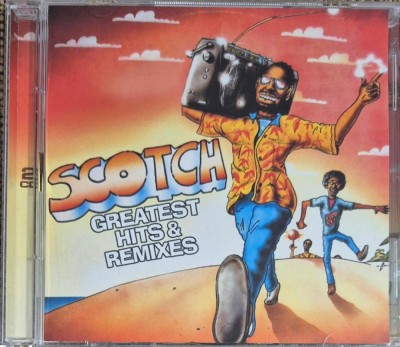 SCOTCH
GREATEST
HITS &
REMIXES